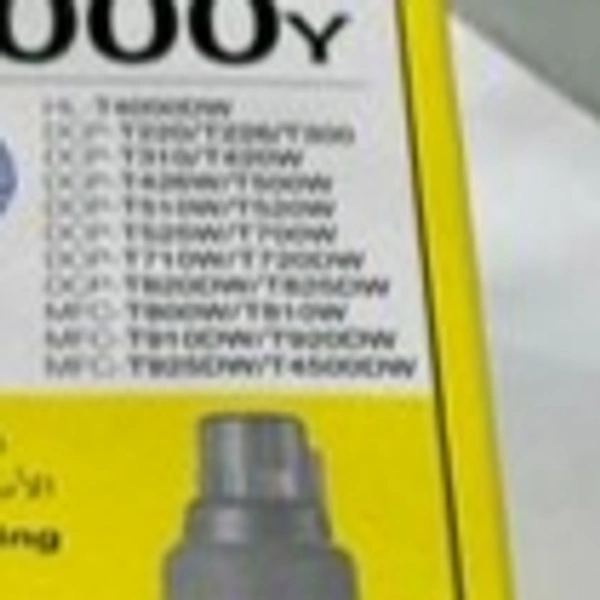 000Y
HL-T4000DW
DCP-T220/T226/T300
DCP-T310/T420W
DCP-T426W/T500W
DCP-T510W/T520W
DCP-T525W/T700W
DCP-T710W/T720DW
DCP-T820DW/T825DW
MFC-T800W/T810W
MFC-T910DW/T920DW
MFC-T925DW/T4500DW
ing